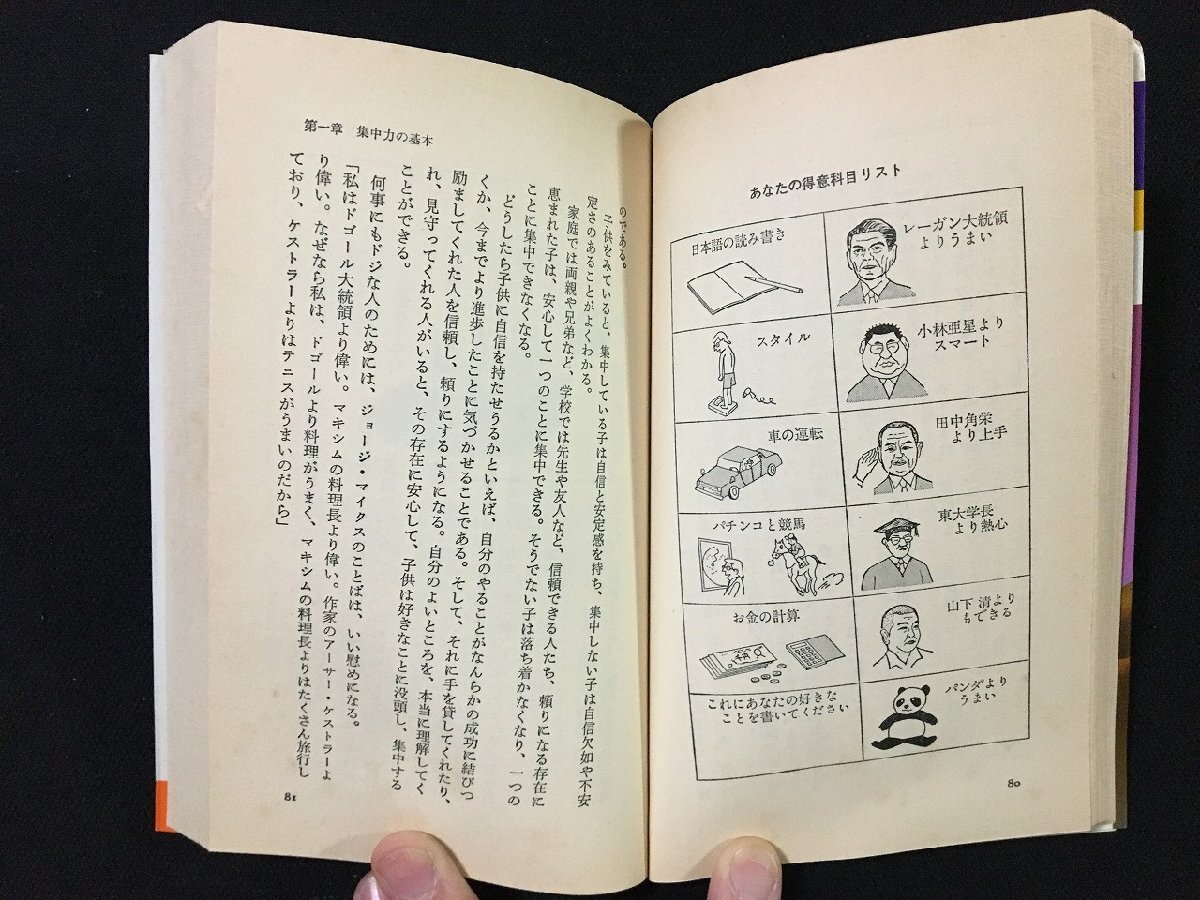 あなたの得意科目リスト
日本語の読み書き
レーガン大統領
よりうまい
スタイル
小林亜星より
スマート
車の運転
田中角栄
より上手
パチンコと競馬
東大学長
より熱心
お金の計算
山下清より
もできる
これにあなたの好きな
ことを書いてください
パンダより
うまい
80
第一章 集中力の基本
のである。
子供をみていると、集中している子は自信と安定感を持ち、集中しない子は自信欠如や不安
定さのあることがよくわかる。
家庭では両親や兄弟など、学校では先生や友人など、信頼できる人たち、頼りになる存在に
恵まれた子は、安心して一つのことに集中できる。そうでない子は落ち着かなくなり、一つの
ことに集中できなくなる。
どうしたら子供に自信を持たせうるかといえば、自分のやることがなんらかの成功に結びつ
くか、今までより進歩したことに気づかせることである。そして、それに手を貸してくれたり、
励ましてくれた人を信頼し、頼りにするようになる。自分のよいところを、本当に理解してく
れ、見守ってくれる人がいると、その存在に安心して、子供は好きなことに没頭し、集中する
ことができる。
何事にもドジな人のためには、ジョージ・マイクスのことばは、いい慰めになる。
「私はドゴール大統領より偉い。マキシムの料理長より偉い。作家のアーサー・ケストラーよ
り偉い。なぜなら私は、ドゴールより料理がうまく、マキシムの料理長よりはたくさん旅行し
ており、ケストラーよりはテニスがうまいのだから」
81